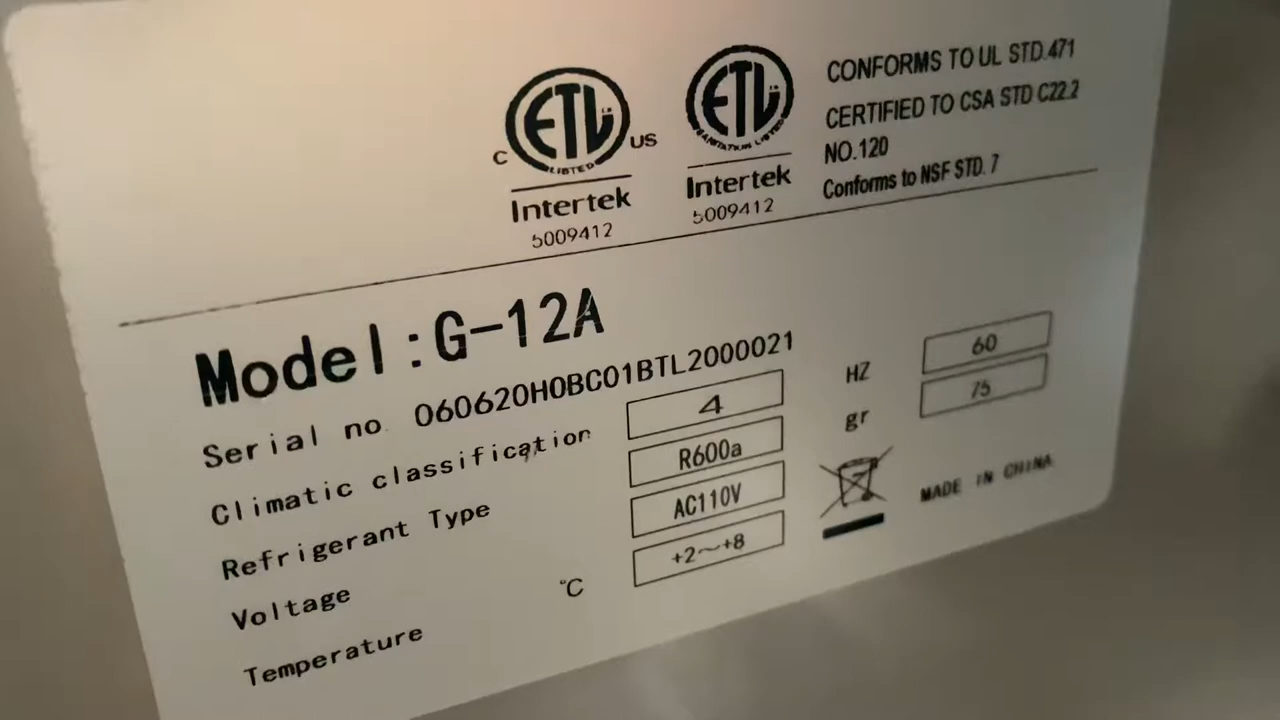 ETL
C
US
LISTED
Intertek
5009412
ETL
SANITATION LISTED
Intertek
5009412
CONFORMS TO UL STD.471
CERTIFIED TO CSA STD C22.2
NO.120
Conforms to NSF STD. 7
Model:G-12A
Serial no. 060620H0BC01BTL2000021
Climatic classification 4 HZ 60
Refrigerant Type R600a gr 75
Voltage AC110V
Temperature °C +2~+8
MADE IN CHINA